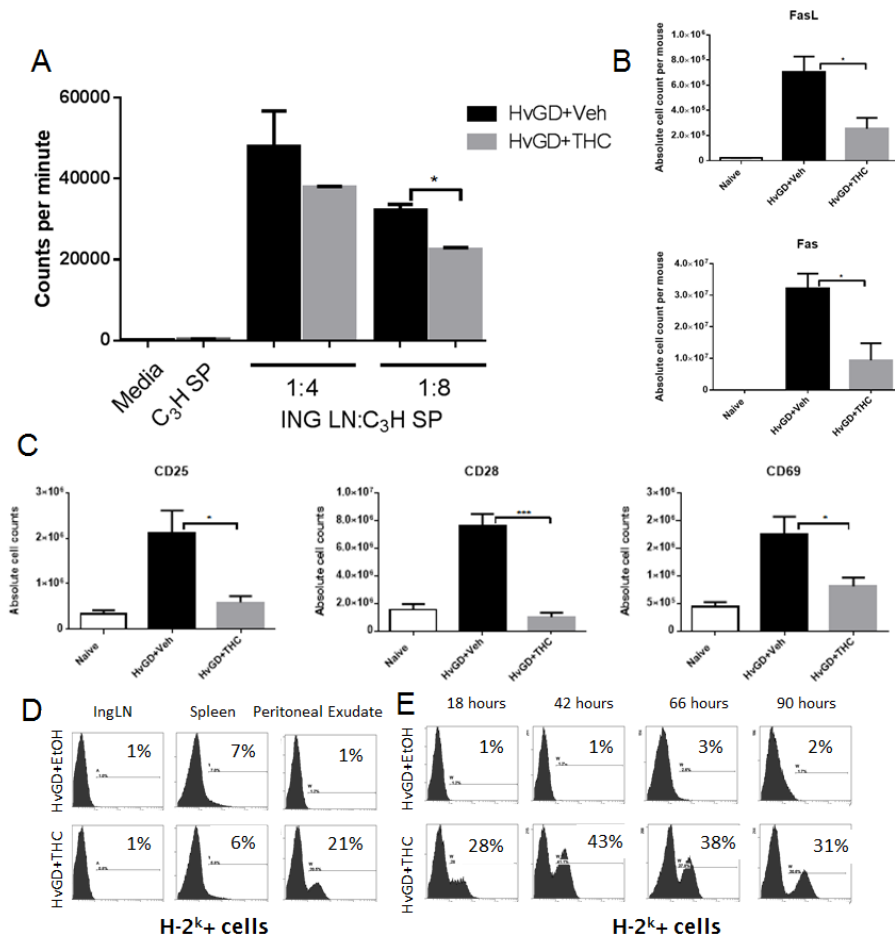 A
60000
40000
20000
0
Counts per minute
HvGD+Veh
HvGD+THC
*
Media
C₃H SP
1:4
1:8
ING LN:C₃H SP
B
FasL
Absolute cell count per mouse
1.0×10⁶
8.0×10⁵
6.0×10⁵
4.0×10⁵
2.0×10⁵
0
*
Naive
HvGD+Veh
HvGD+THC
Fas
Absolute cell count per mouse
4.0×10⁷
3.0×10⁷
2.0×10⁷
1.0×10⁷
0
*
Naive
HvGD+Veh
HvGD+THC
C
CD25
Absolute cell counts
3×10⁶
2×10⁶
1×10⁶
0
*
Naive
HvGD+Veh
HvGD+THC
CD28
Absolute cell counts
1.0×10⁷
8.0×10⁶
6.0×10⁶
4.0×10⁶
2.0×10⁶
0
***
Naive
HvGD+Veh
HvGD+THC
CD69
Absolute cell counts
2×10⁶
2×10⁶
1×10⁶
5×10⁵
0
*
Naive
HvGD+Veh
HvGD+THC
D
IngLN Spleen Peritoneal Exudate
HvGD+EtOH
1% 7% 1%
HvGD+THC
1% 6% 21%
H-2ᵏ+ cells
E
18 hours 42 hours 66 hours 90 hours
HvGD+EtOH
1% 1% 3% 2%
HvGD+THC
28% 43% 38% 31%
H-2ᵏ+ cells